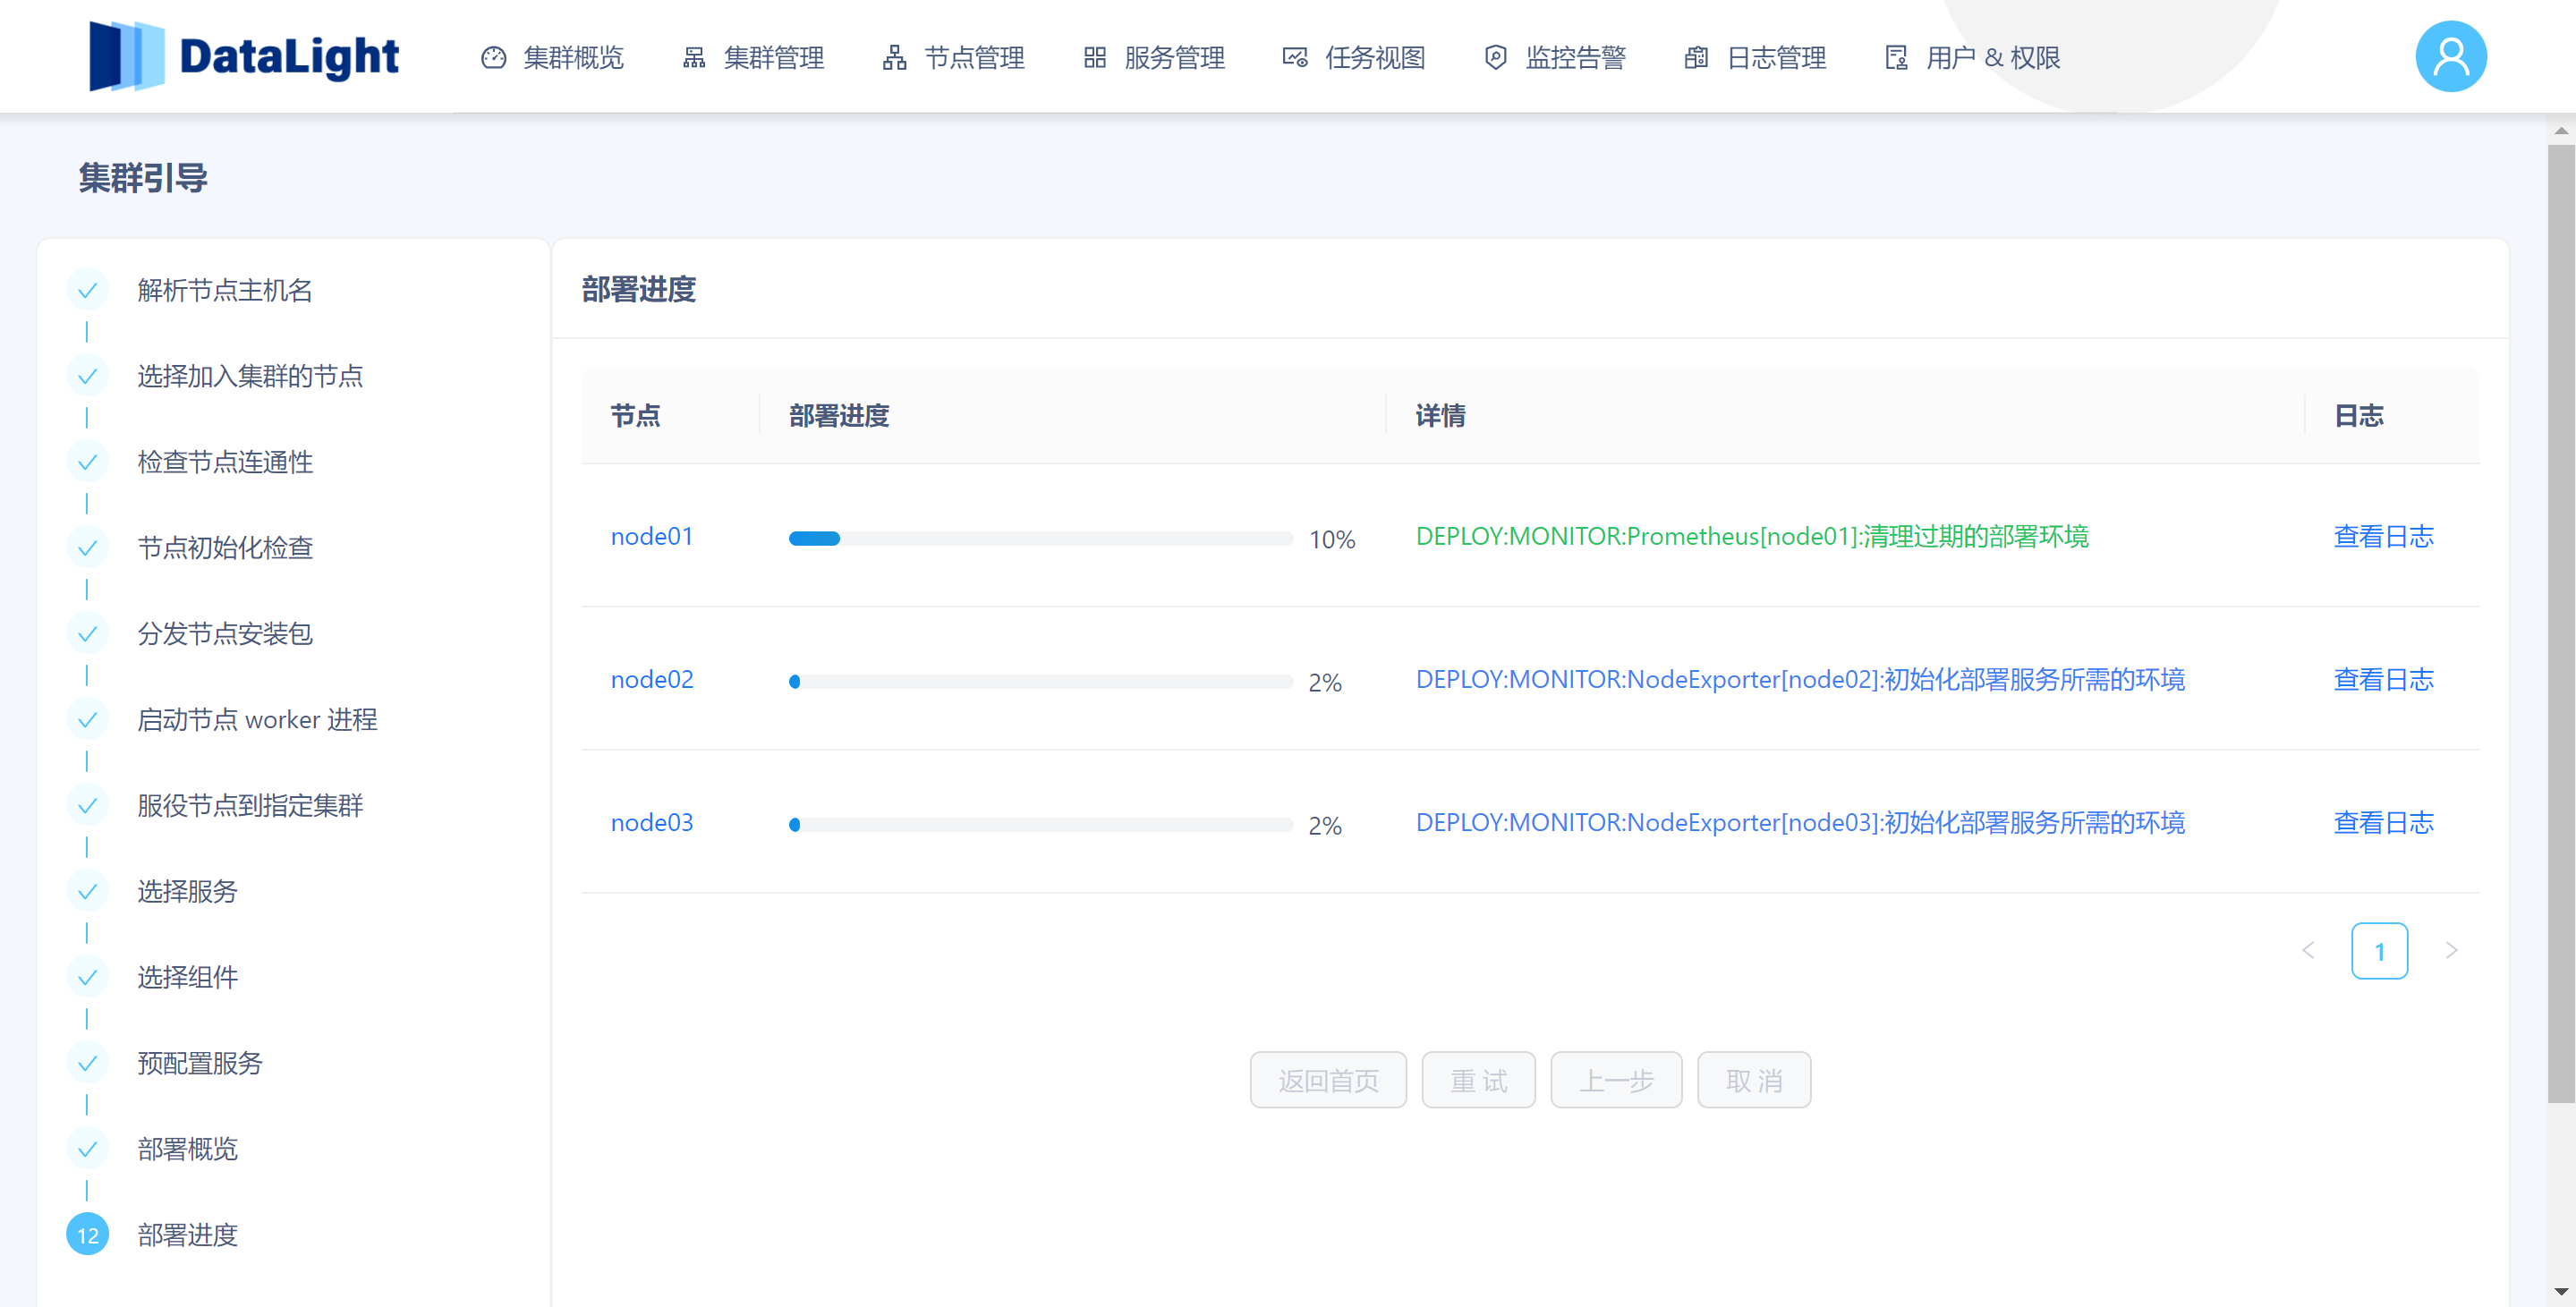 DataLight
集群概览
集群管理
节点管理
服务管理
任务视图
监控告警
日志管理
用户 & 权限
集群引导
解析节点主机名
选择加入集群的节点
检查节点连通性
节点初始化检查
分发节点安装包
启动节点 worker 进程
服役节点到指定集群
选择服务
选择组件
预配置服务
部署概览
12 部署进度
部署进度
节点 部署进度 详情 日志
node01 10% DEPLOY:MONITOR:Prometheus[node01]:清理过期的部署环境 查看日志
node02 2% DEPLOY:MONITOR:NodeExporter[node02]:初始化部署服务所需的环境 查看日志
node03 2% DEPLOY:MONITOR:NodeExporter[node03]:初始化部署服务所需的环境 查看日志
1
返回首页 重 试 上一步 取 消